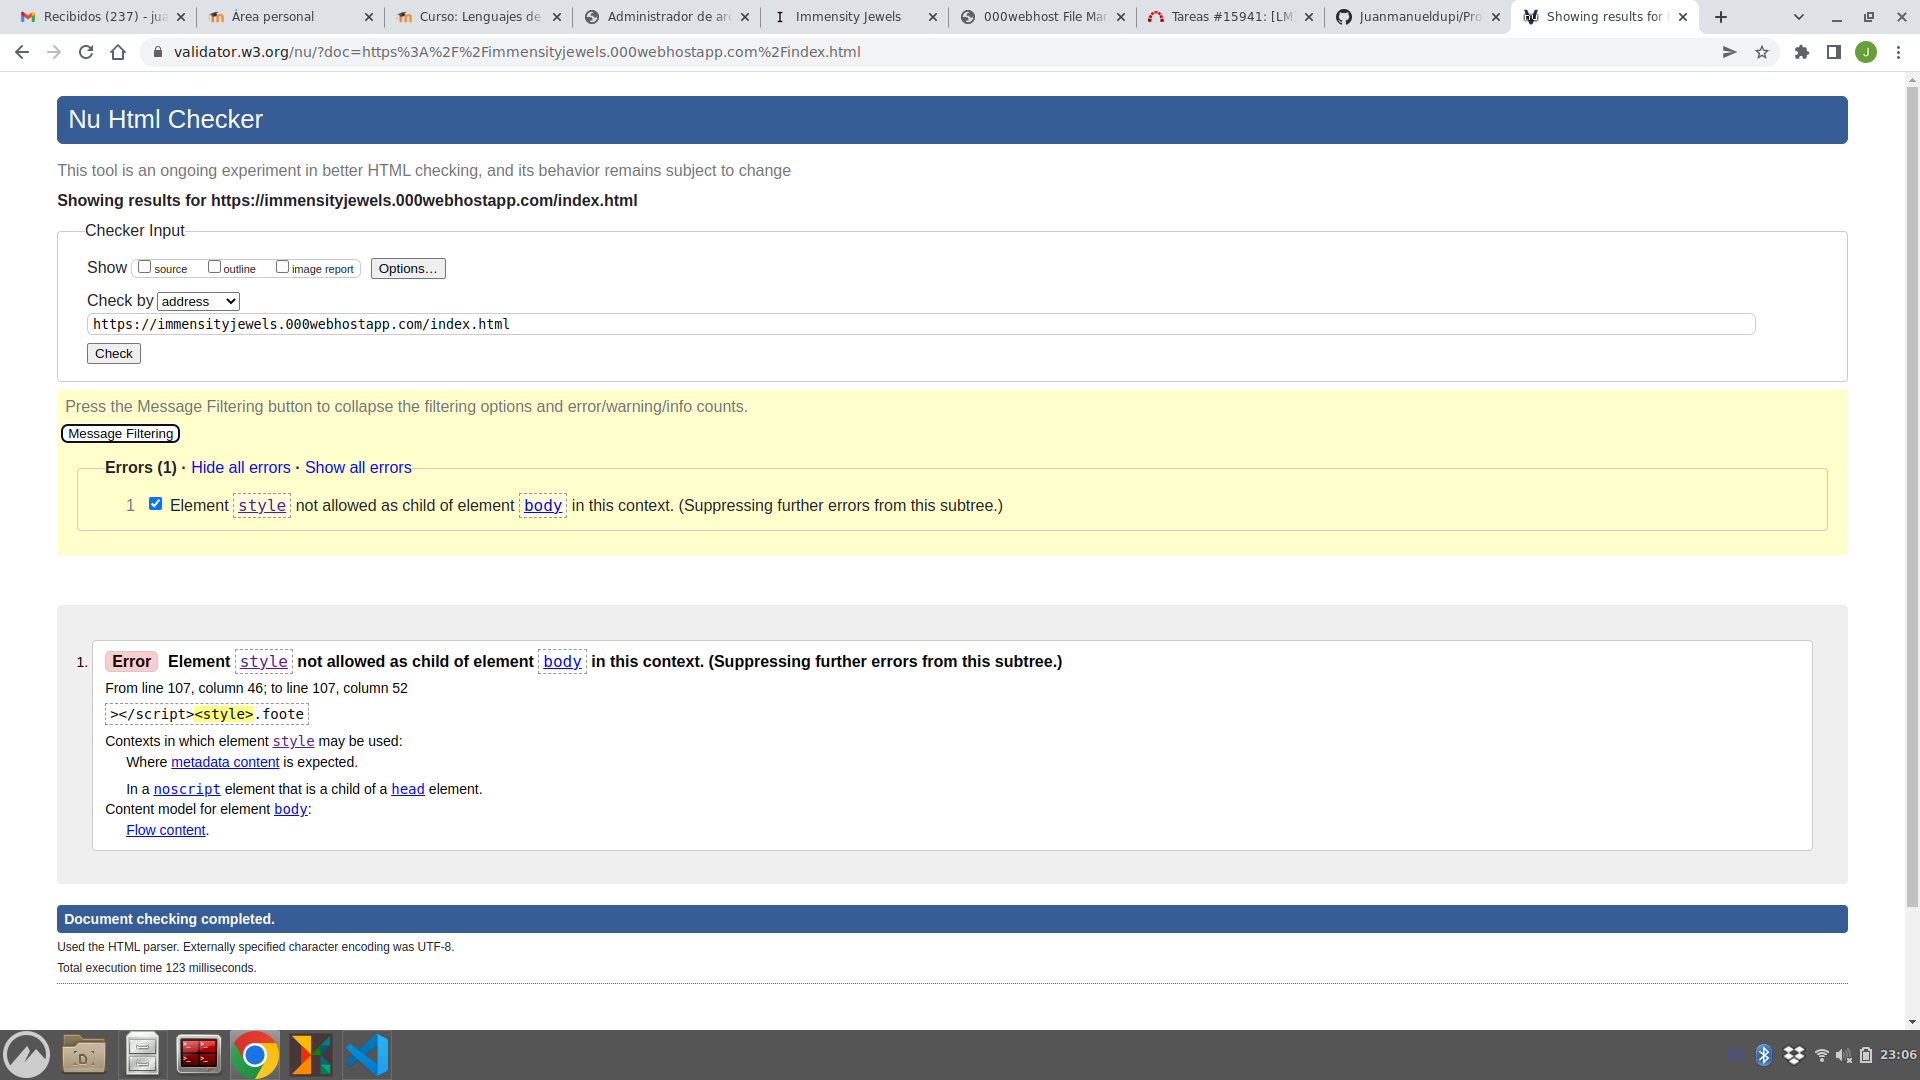 Recibidos (237) - jua
Área personal
Curso: Lenguajes de
Administrador de arc
Immensity Jewels
000webhost File Man
Tareas #15941: [LM
Juanmanueldupi/Pro
Showing results for
validator.w3.org/nu/?doc=https%3A%2F%2Fimmensityjewels.000webhostapp.com%2Findex.html
J
Nu Html Checker
This tool is an ongoing experiment in better HTML checking, and its behavior remains subject to change
Showing results for https://immensityjewels.000webhostapp.com/index.html
Checker Input
Show source outline image report Options…
Check by address
https://immensityjewels.000webhostapp.com/index.html
Check
Press the Message Filtering button to collapse the filtering options and error/warning/info counts.
Message Filtering
Errors (1) · Hide all errors · Show all errors
1 Element style not allowed as child of element body in this context. (Suppressing further errors from this subtree.)
1. Error Element style not allowed as child of element body in this context. (Suppressing further errors from this subtree.)
From line 107, column 46; to line 107, column 52
></script><style>.foote
Contexts in which element style may be used:
Where metadata content is expected.
In a noscript element that is a child of a head element.
Content model for element body:
Flow content.
Document checking completed.
Used the HTML parser. Externally specified character encoding was UTF-8.
Total execution time 123 milliseconds.
ES
23:06